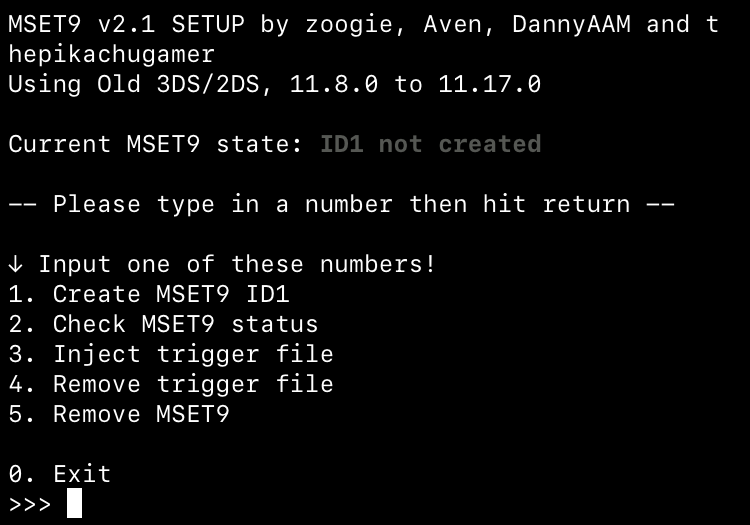 MSET9 v2.1 SETUP by zoogie, Aven, DannyAAM and t
hepikachugamer
Using Old 3DS/2DS, 11.8.0 to 11.17.0
Current MSET9 state: ID1 not created
—— Please type in a number then hit return ——
↓ Input one of these numbers!
1. Create MSET9 ID1
2. Check MSET9 status
3. Inject trigger file
4. Remove trigger file
5. Remove MSET9
0. Exit
>>>